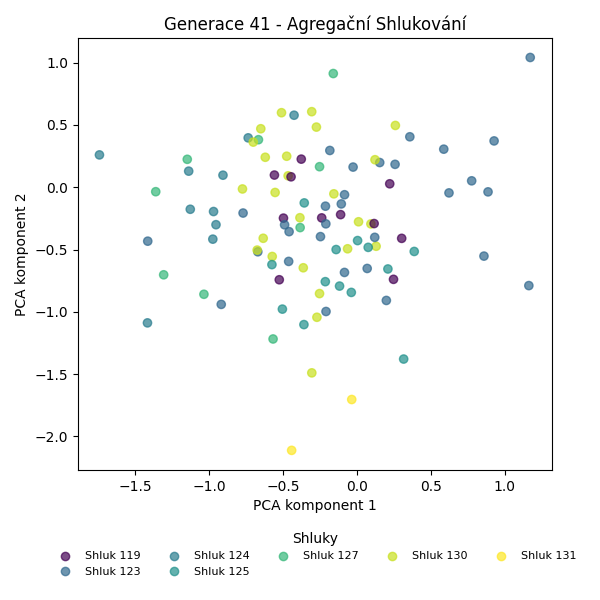 Generace 41 - Agregační Shlukování
PCA komponent 2
1.0
0.5
0.0
−0.5
−1.0
−1.5
−2.0
−1.5 −1.0 −0.5 0.0 0.5 1.0
PCA komponent 1
Shluky
Shluk 119 Shluk 124 Shluk 127 Shluk 130 Shluk 131
Shluk 123 Shluk 125